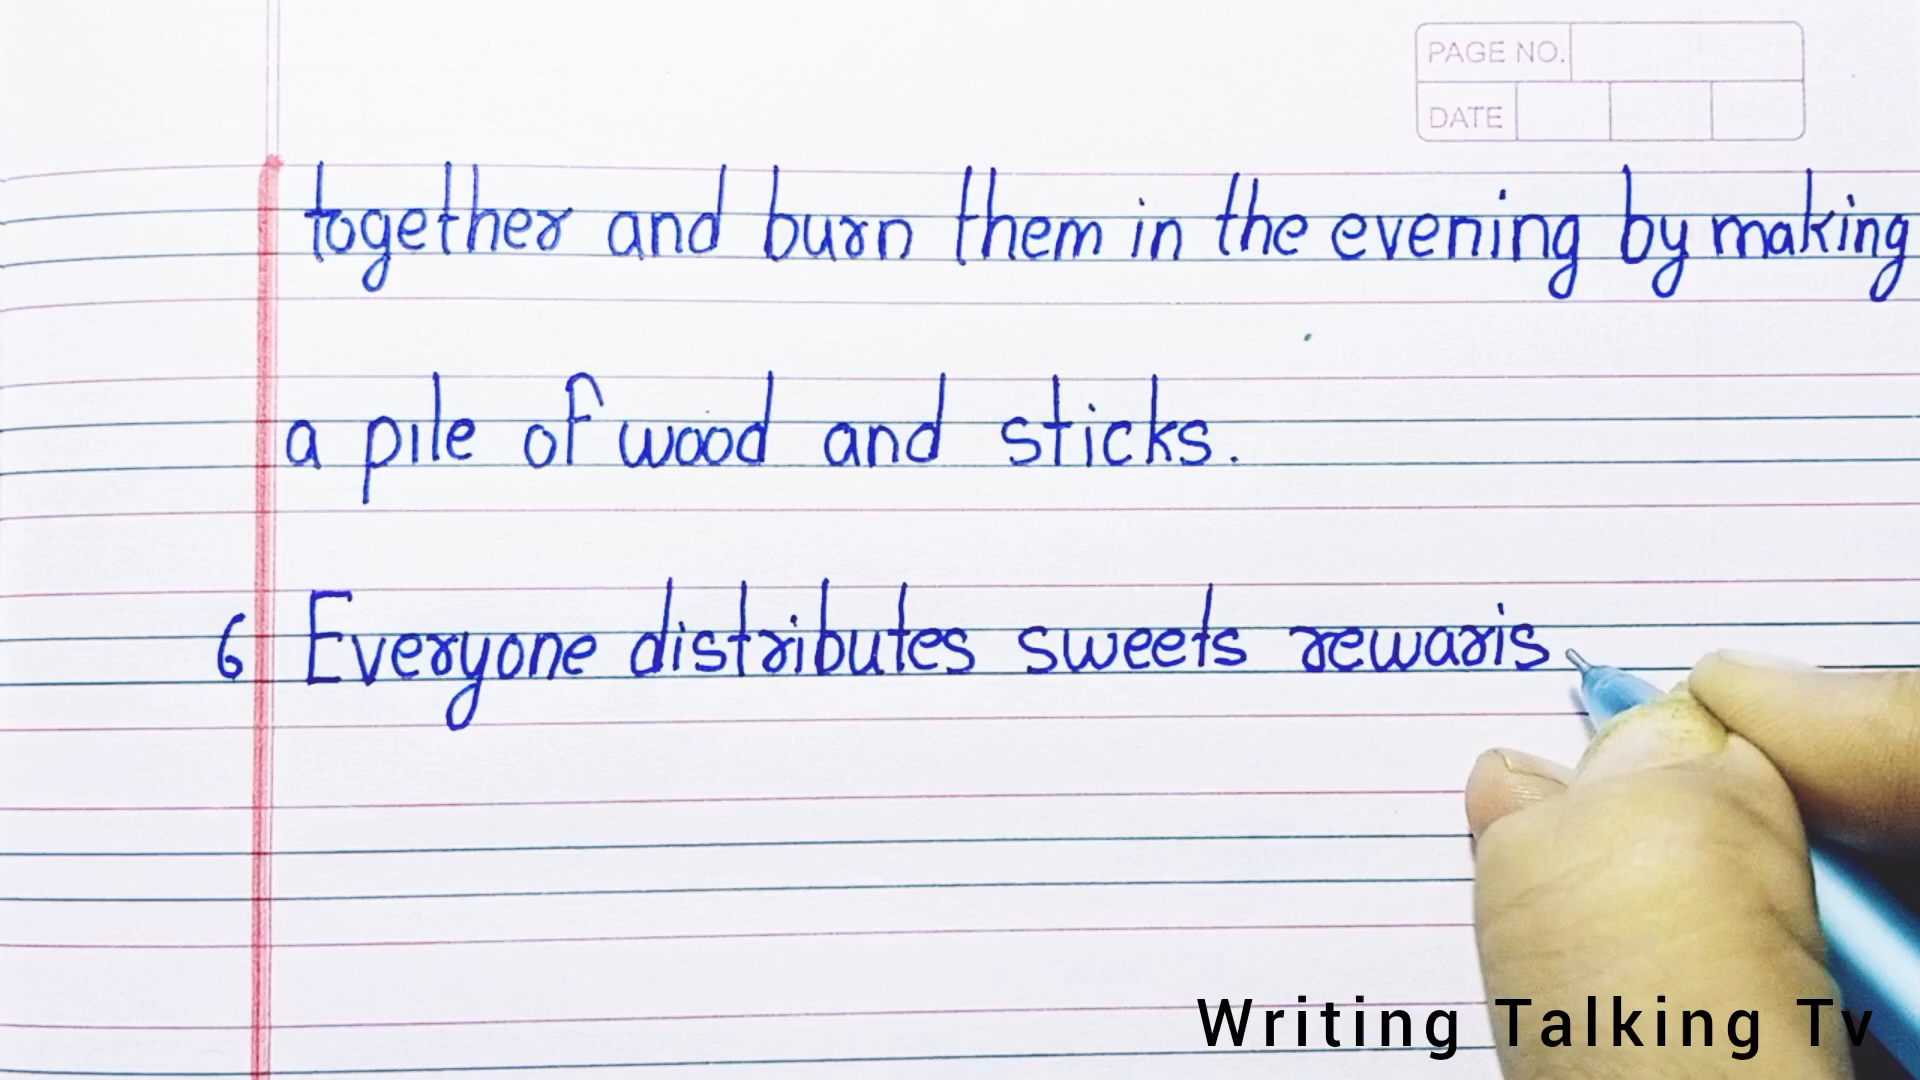 PAGE NO.
DATE
together and burn them in the evening by making
a pile of wood and sticks.
6 Everyone distributes sweets rewaris
Writing Talking Tv